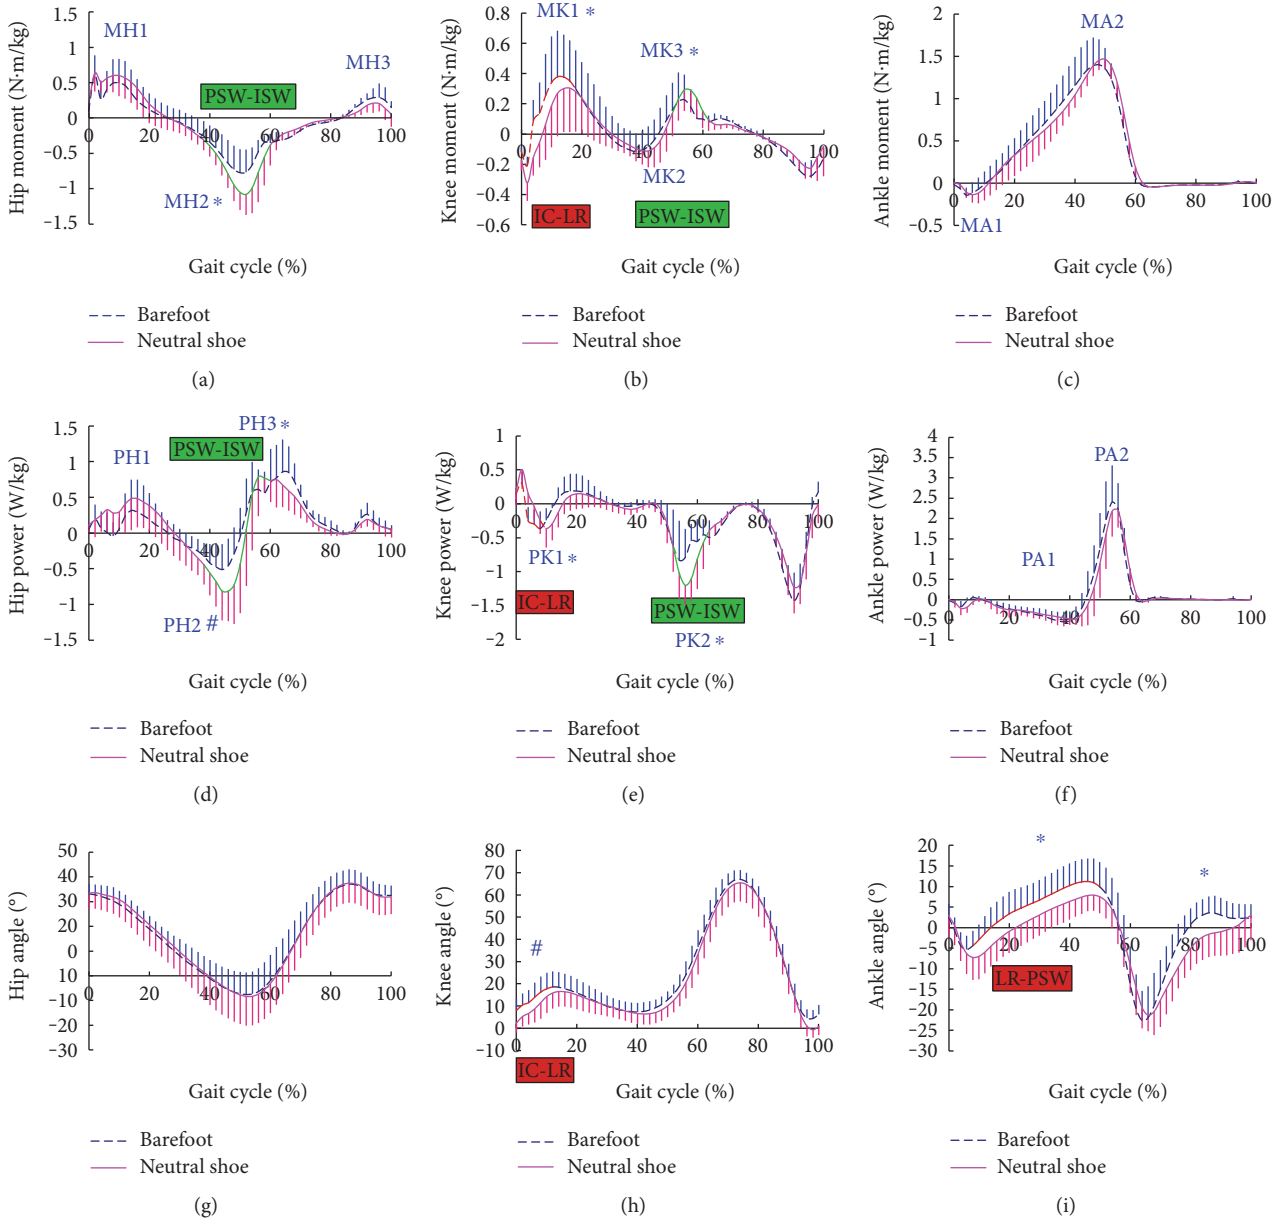 Hip moment (N·m/kg)
1.5
1
0.5
0
−0.5
−1
−1.5
0 20 40 60 80 100
MH1
PSW-ISW
MH2 *
MH3
Gait cycle (%)
Barefoot
Neutral shoe
(a)
Knee moment (N·m/kg)
0.8
0.6
0.4
0.2
0
−0.2
0.4
0.6
0 20 40 60 80 100
MK1 *
MK3 *
MK2
IC-LR
PSW-ISW
Gait cycle (%)
Barefoot
Neutral shoe
(b)
Ankle moment (N·m/kg)
2
1.5
1
0.5
0
−0.5
0 20 40 60 80 100
MA2
MA1
Gait cycle (%)
Barefoot
Neutral shoe
(c)
Hip power (W/kg)
1.5
1
0.5
0
−0.5
−1
−1.5
0 20 40 60 80 100
PH1
PSW-ISW
PH3 *
PH2 #
Gait cycle (%)
Barefoot
Neutral shoe
(d)
Knee power (W/kg)
1
0.5
0
−0.5
−1
−1.5
−2
0 20 40 60 80 100
PK1 *
IC-LR
PSW-ISW
PK2 *
Gait cycle (%)
Barefoot
Neutral shoe
(e)
Ankle power (W/kg)
4
3.5
3
2.5
2
1.5
1
0.5
0
−0.5
−1
0 20 40 60 80 100
PA2
PA1
Gait cycle (%)
Barefoot
Neutral shoe
(f)
Hip angle (°)
50
40
30
20
10
0
10
−10
−20
−30
0 20 40 60 80 100
Gait cycle (%)
Barefoot
Neutral shoe
(g)
Knee angle (°)
80
70
60
50
40
30
20
10
0
−10
0 20 40 60 80 100
#
IC-LR
Gait cycle (%)
Barefoot
Neutral shoe
(h)
Ankle angle (°)
20
15
10
5
0
−5
−10
−15
−20
−25
−30
0 20 40 60 80 100
*
*
LR-PSW
Gait cycle (%)
Barefoot
Neutral shoe
(i)